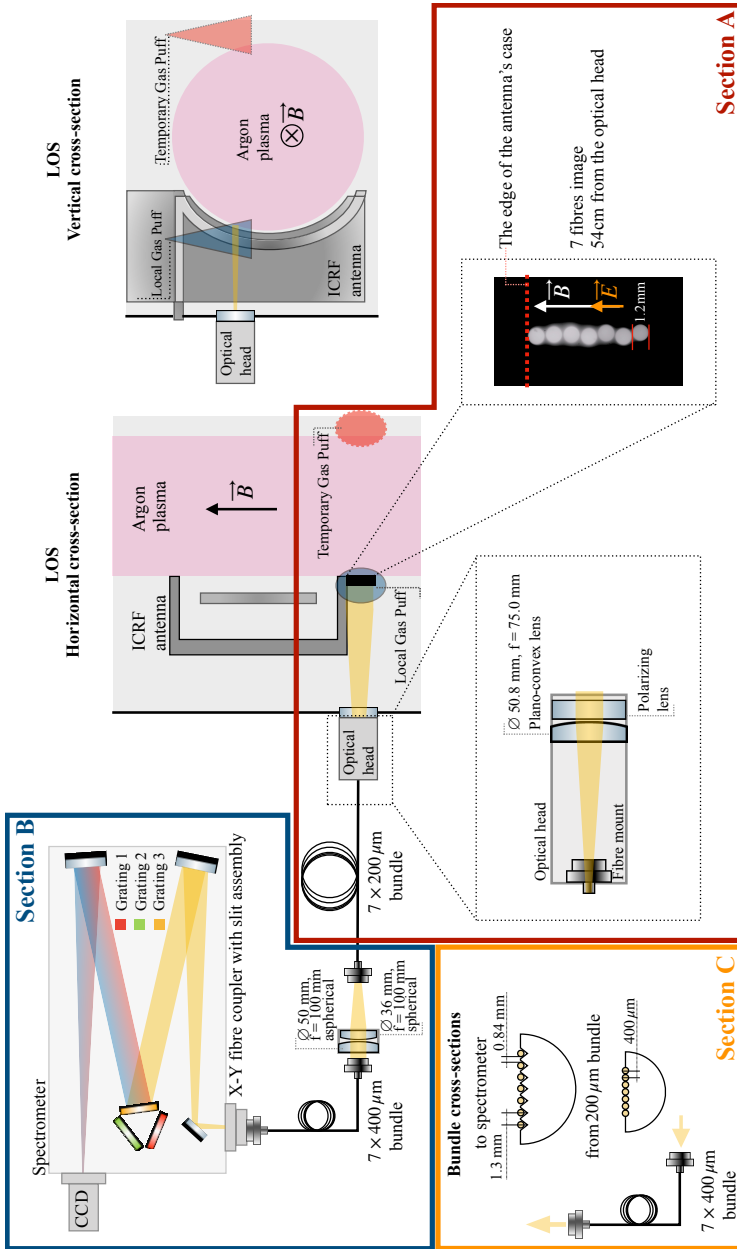 Section B
Spectrometer
CCD
Grating 1
Grating 2
Grating 3
X-Y fibre coupler with slit assembly
∅ 50 mm,
f = 100 mm
aspherical
∅ 36 mm,
f = 100 mm
spherical
7 × 400 μm
bundle
7 × 200 μm
bundle
LOS
Horizontal cross-section
ICRF
antenna
Argon
plasma
B
Optical
head
Local Gas Puff
Temporary Gas Puff
LOS
Vertical cross-section
Local Gas Puff
Temporary Gas Puff
Argon
plasma
B
ICRF
antenna
Optical
head
Section A
The edge of the antenna's case
B
E
1.2 mm
7 fibres image
54cm from the optical head
∅ 50.8 mm, f = 75.0 mm
Plano-convex lens
Optical head
Fibre mount
Polarizing
lens
Section C
Bundle cross-sections
to spectrometer
1.3 mm
0.84 mm
from 200 μm bundle
400 μm
7 × 400 μm
bundle